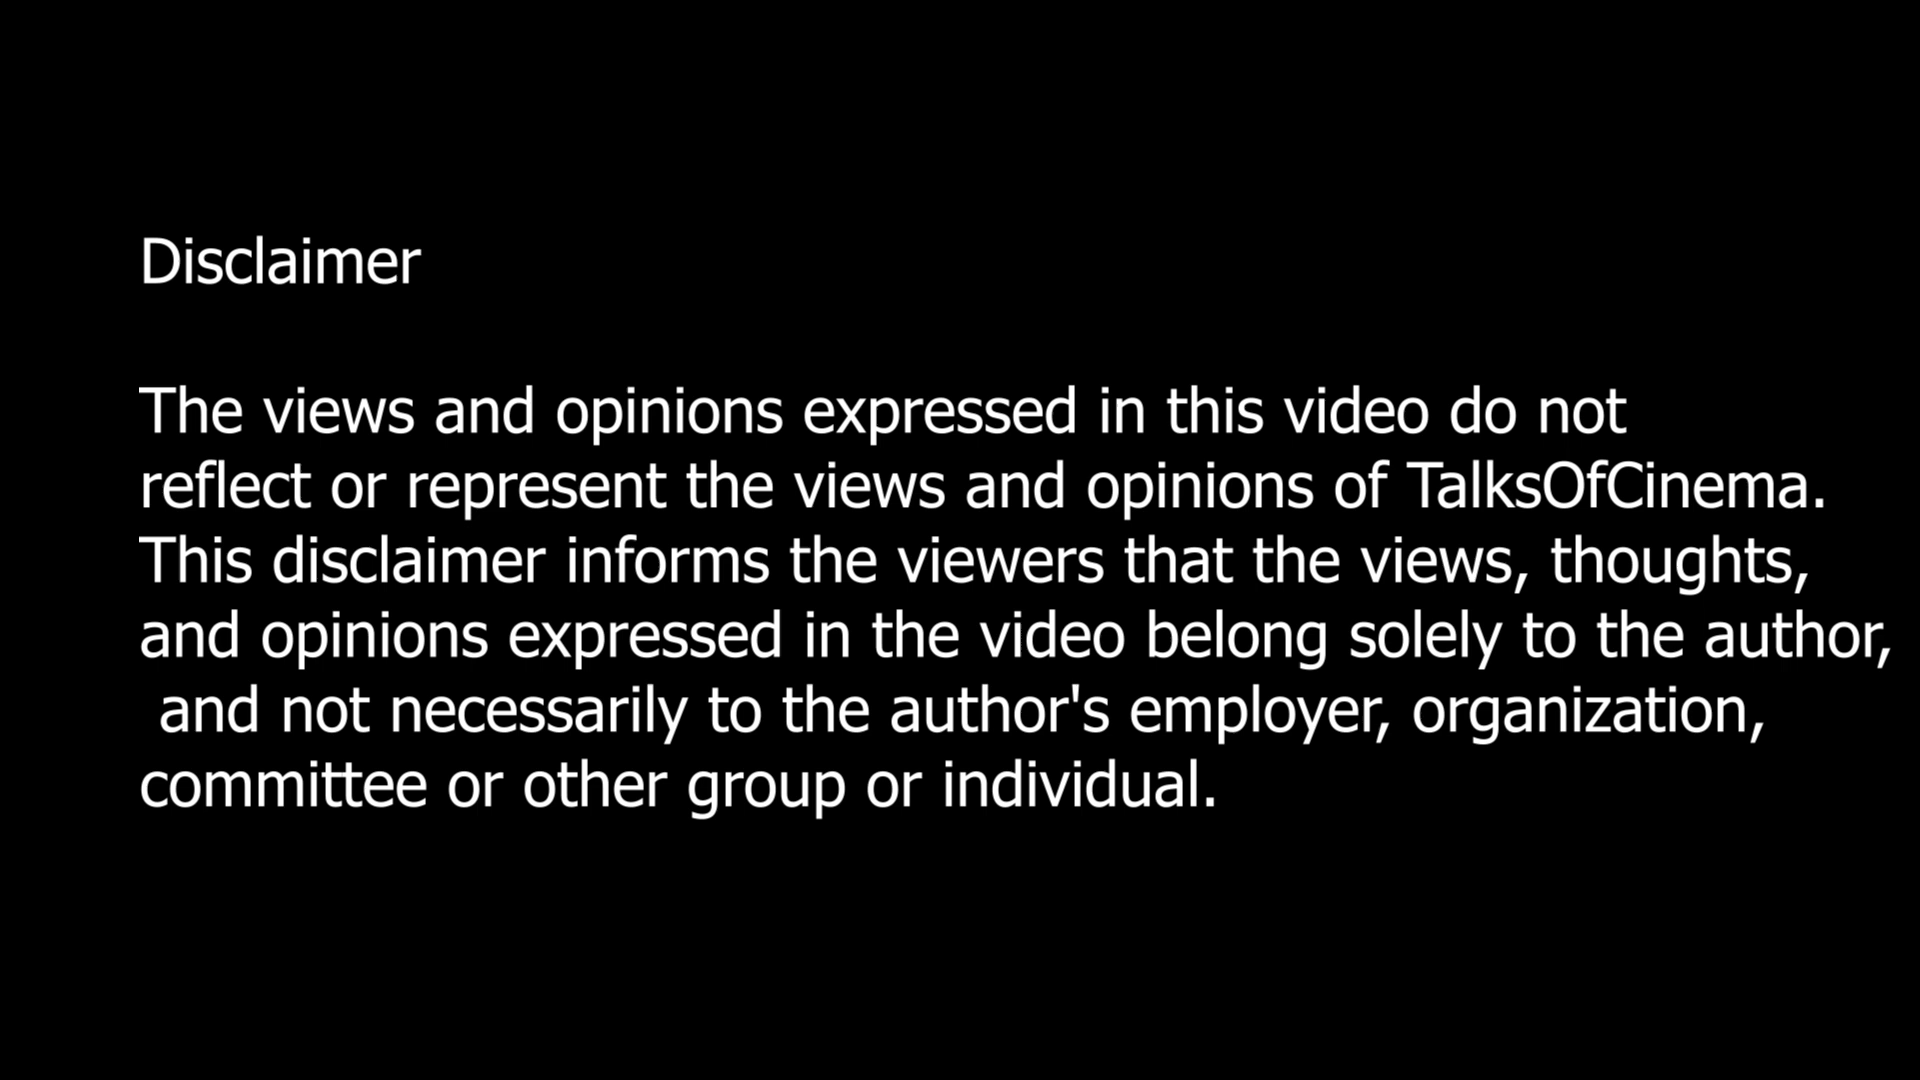 Disclaimer
The views and opinions expressed in this video do not
reflect or represent the views and opinions of TalksOfCinema.
This disclaimer informs the viewers that the views, thoughts,
and opinions expressed in the video belong solely to the author,
and not necessarily to the author's employer, organization,
committee or other group or individual.